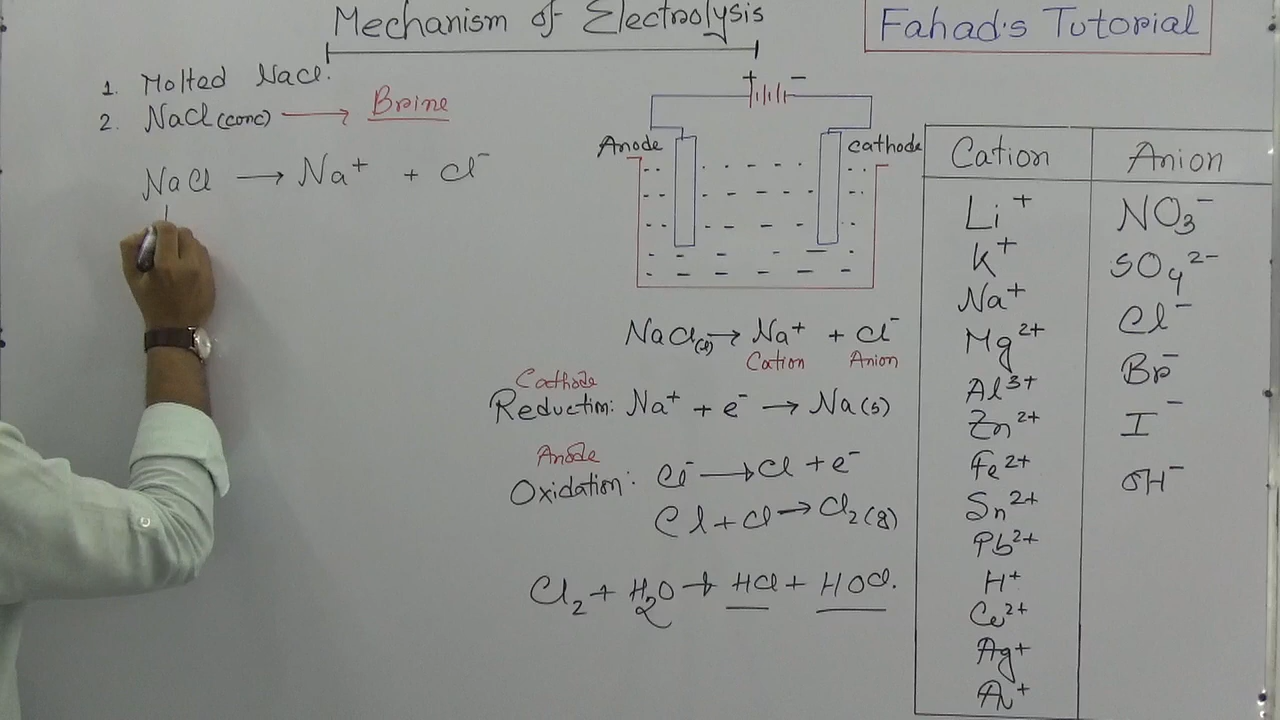 Mechanism of Electrolysis
Fahad's Tutorial
1. Molted NaCl.
2. NaCl (conc) → Brine
NaCl → Na⁺ + Cl⁻
+ −
Anode
cathode
NaCl(l) → Na⁺ + Cl⁻
Cation Anion
Cathode
Reduction: Na⁺ + e⁻ → Na(s)
Anode
Oxidation: Cl⁻ → Cl + e⁻
Cl + Cl → Cl₂(g)
Cl₂ + H₂O → HCl + HOCl.
Cation Anion
Li⁺ NO₃⁻
K⁺ SO₄²⁻
Na⁺ Cl⁻
Mg²⁺ Br⁻
Al³⁺ I⁻
Zn²⁺ OH⁻
Fe²⁺
Sn²⁺
Pb²⁺
H⁺
Cu²⁺
Ag⁺
Au⁺